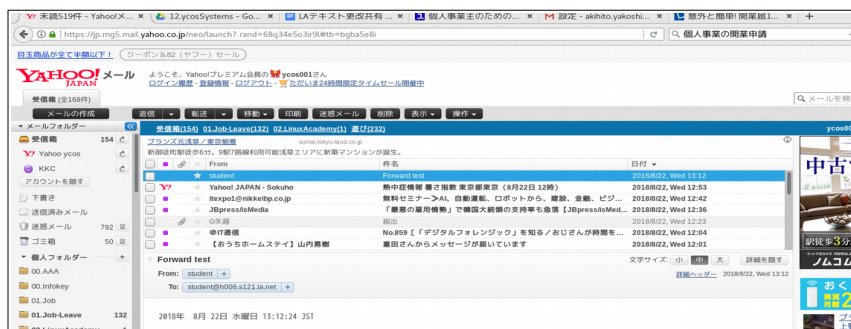 未読519件 - Yahoo!メ... × 12.ycosSystems - Go... × LAテキスト更改共有 ... × 個人事業主のための... × 設定 - akihito.yakoshi... × 意外と簡単! 開業届1... × +
https://jp.mg5.mail.yahoo.co.jp/neo/launch?.rand=68q34e5o3ir9l#tb=bgba5e8i 個人事業の開業申請
目玉商品が全て半額以下！ クーポン&82（ヤフー）セール
YAHOO! JAPAN メール ようこそ、Yahoo!プレミアム会員の ycos001さん
ログイン履歴 - 登録情報 - ログアウト - ただいま24時間限定タイムセール開催中
受信箱 (全168件) メールを検
メールの作成 返信 転送 移動 印刷 迷惑メール 削除 表示 操作
メールフォルダー 受信箱(154) 01.Job-Leave(132) 02.LinuxAcademy(1) 遊び(232) ycos0
受信箱 154 ブランズ元浅草／東京蝸雅 sumai.tokyu-land.co.jp
新御徒町駅徒歩6分。9駅7路線利用可能浅草エリアに新築マンションが誕生。
Yahoo ycos From 件名 日付
KKC student Forward test 2018/8/22, Wed 13:12
アカウントを隠す Yahoo! JAPAN - Sokuho 熱中症情報 暑さ指数 東京都東京（8月22日 12時） 2018/8/22, Wed 12:53
下書き itexpo1@nikkeibp.co.jp 無料セミナー＞AI、自動運転、ロボットから、建設、金融、ビジ... 2018/8/22, Wed 12:42
送信済みメール JBpress/isMedia 「最悪の雇用情勢」で韓国大統領の支持率も急落【JBpress/isMed... 2018/8/22, Wed 12:36
迷惑メール 792 G矢掃 届出 2018/8/22, Wed 12:23
ゴミ箱 50 ＠IT通信 No.859［「デジタルフォレンジック」を知る／おじさんが時間を... 2018/8/22, Wed 12:04
個人フォルダー + 【おうちホームステイ】山内勇樹 重田さんからメッセージが届いています 2018/8/22, Wed 12:01
00.AAA Forward test 文字サイズ: 小 中 大 詳細を隠す
00.Infokey From: student + 詳細ヘッダー 2018/8/22, Wed 13:12
01.Job To: student@h006.s121.la.net +
01.Job-Leave 132 2018年 8月 22日 水曜日 13:12:24 JST
中古
駅徒歩3分
ノムコム
おく
月額